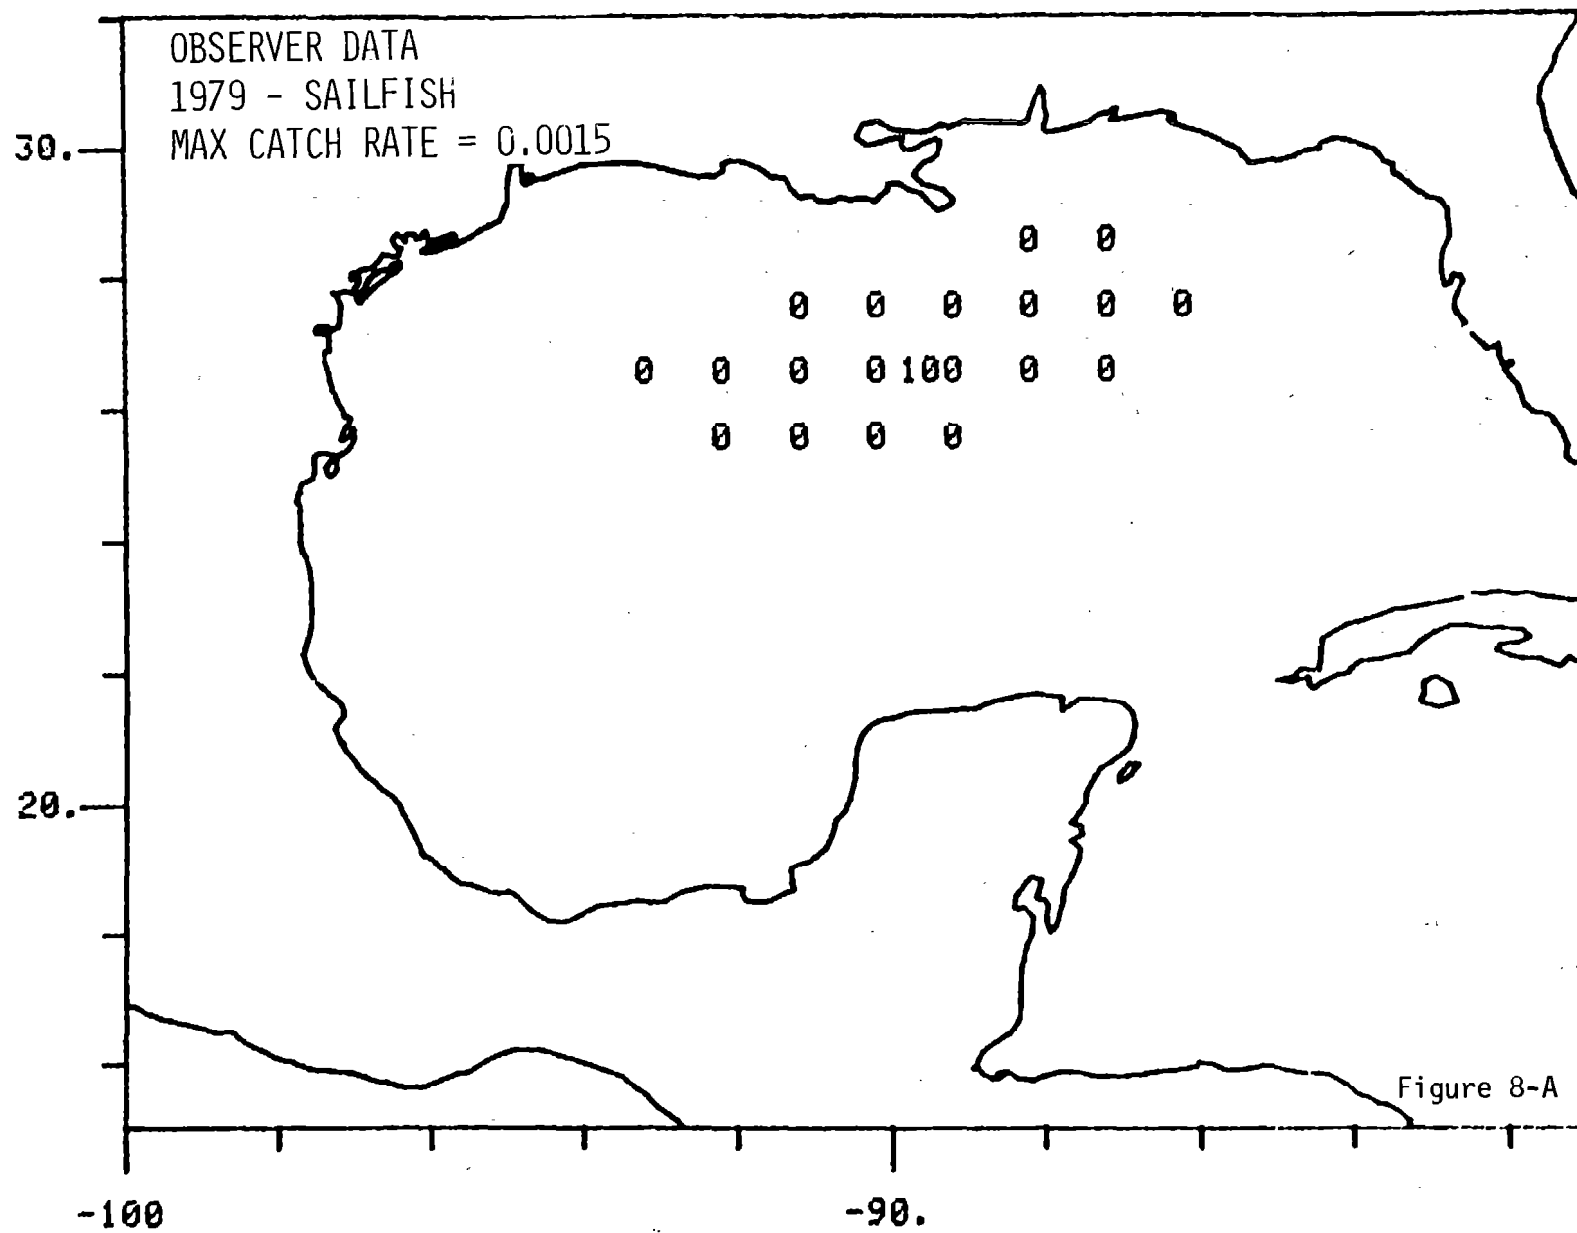 OBSERVER DATA
1979 - SAILFISH
MAX CATCH RATE = 0.0015
30.
0 0
0 0 0 0 0 0
0 0 0 0 100 0 0
0 0 0 0
20.
Figure 8-A
-100 -90.